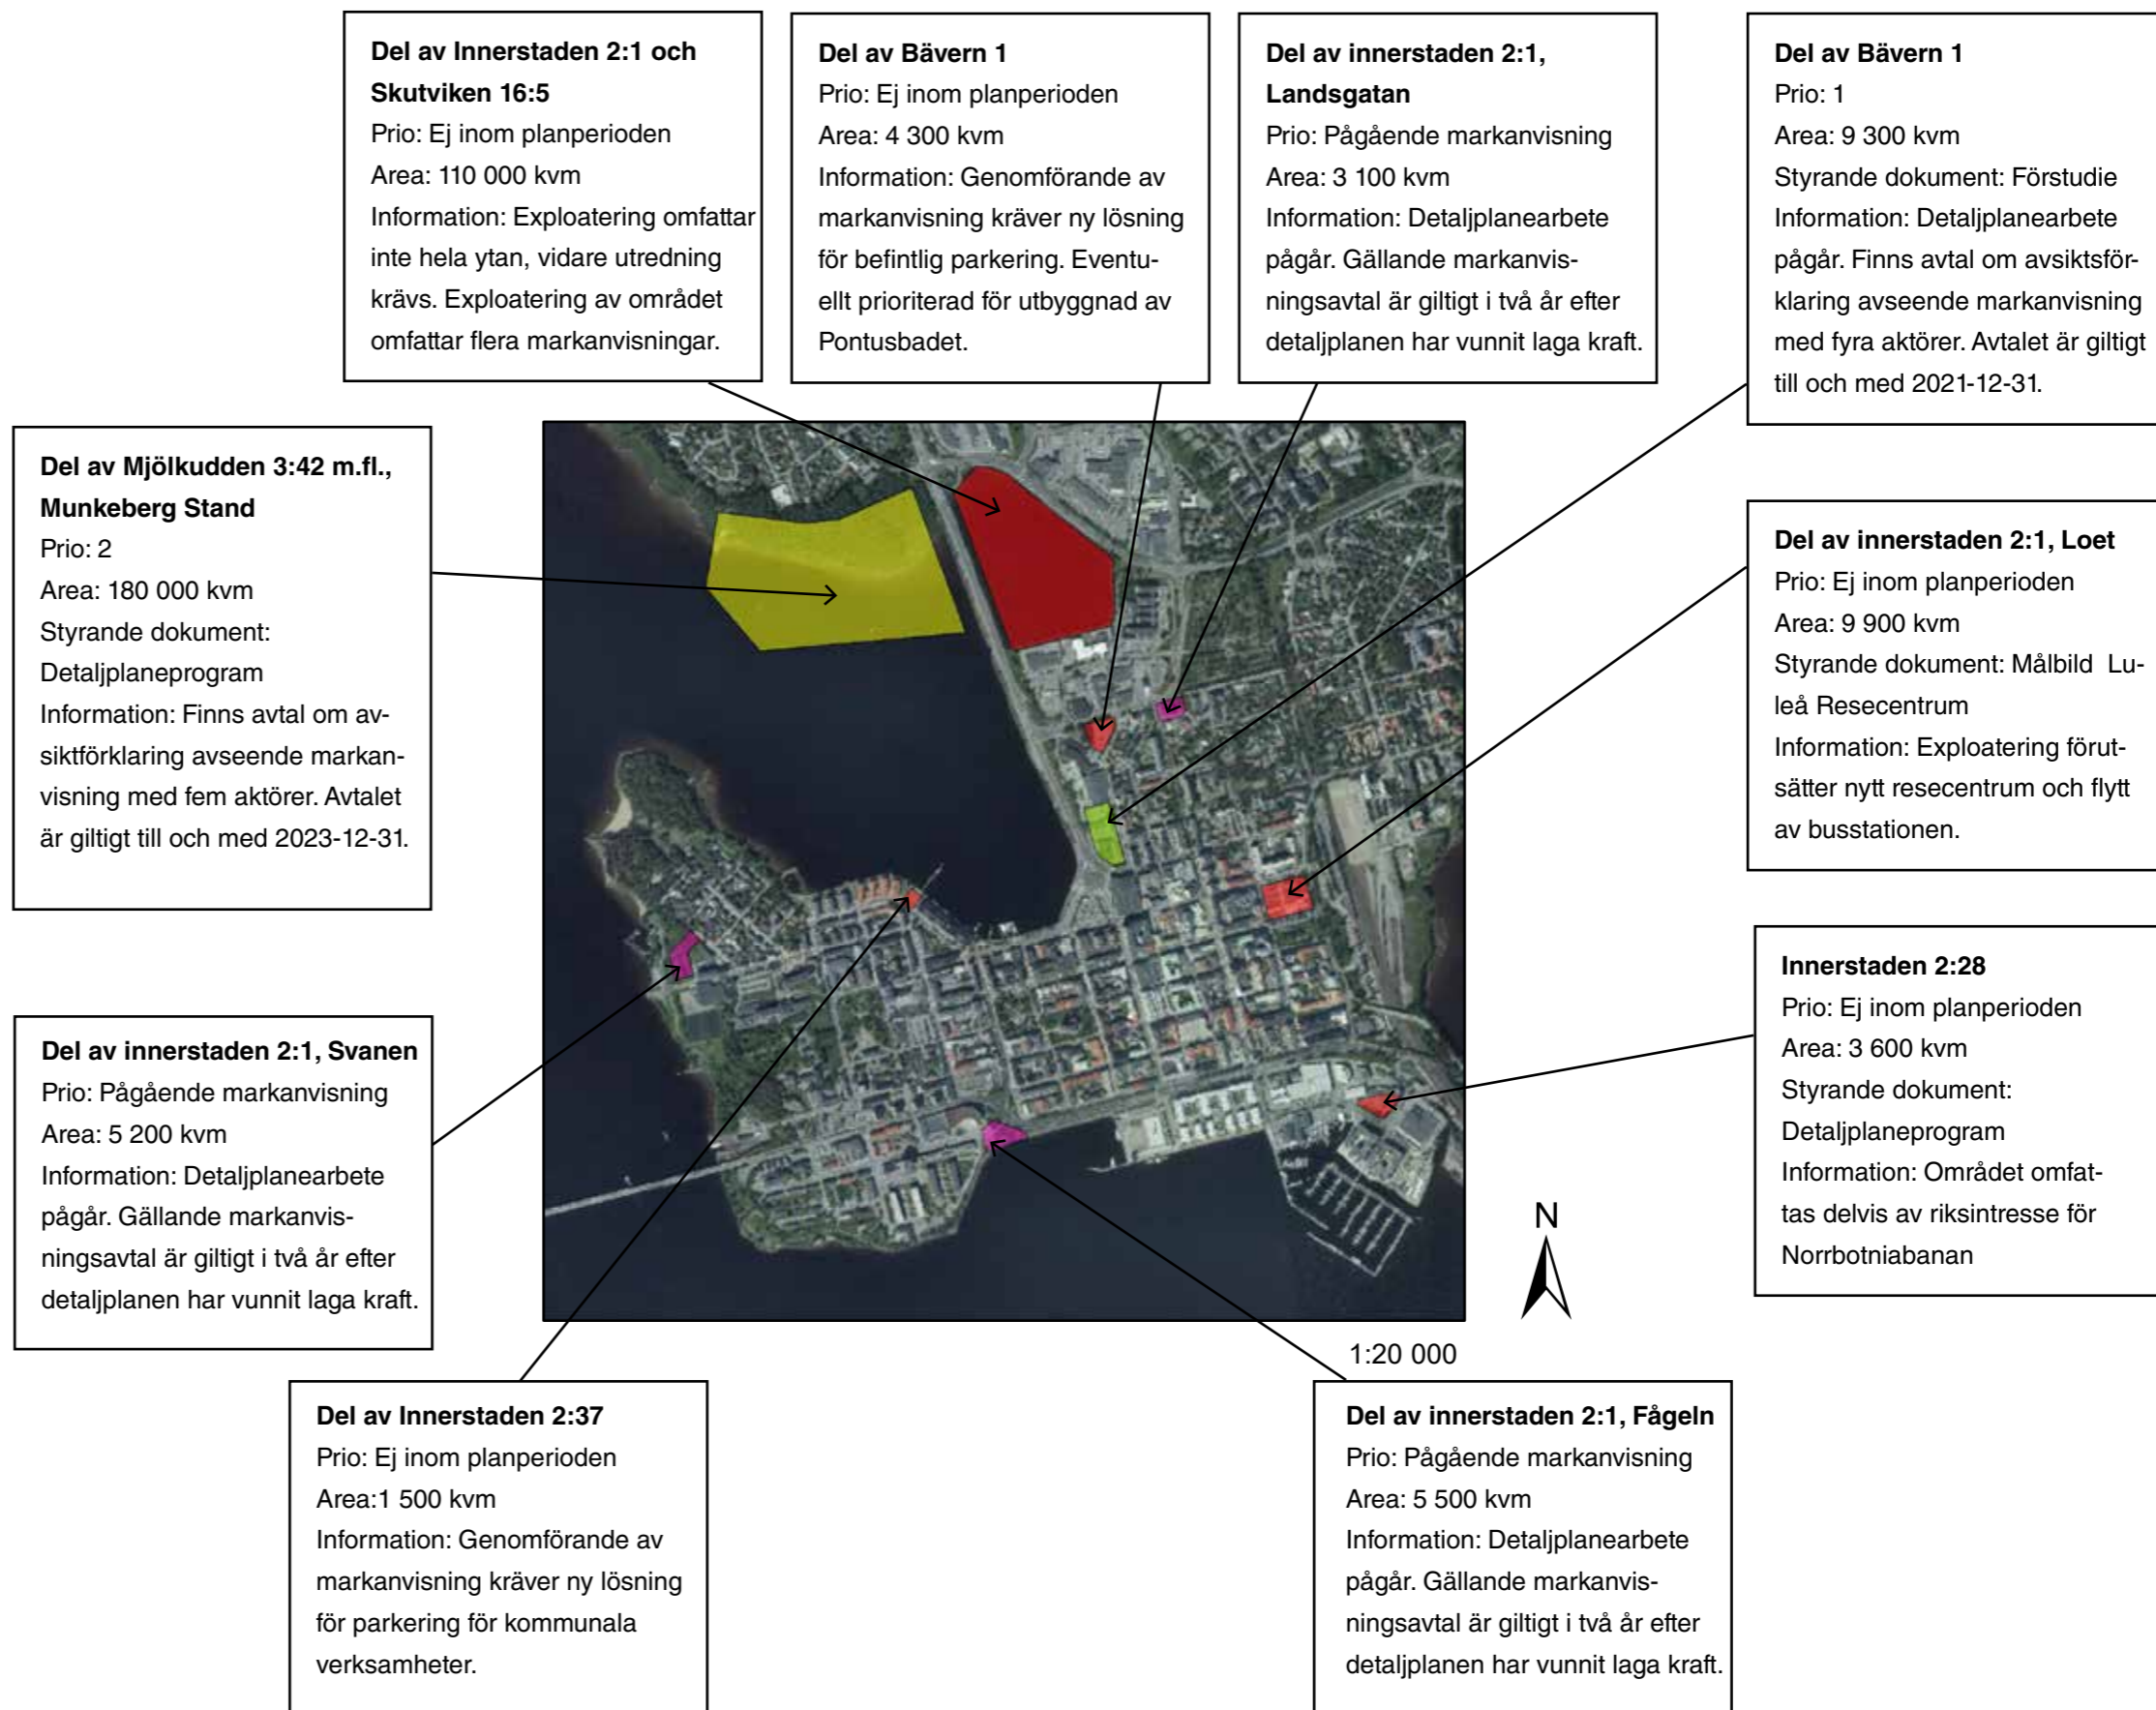 Del av Innerstaden 2:1 och
Skutviken 16:5
Prio: Ej inom planperioden
Area: 110 000 kvm
Information: Exploatering omfattar
inte hela ytan, vidare utredning
krävs. Exploatering av området
omfattar flera markanvisningar.
Del av Bävern 1
Prio: Ej inom planperioden
Area: 4 300 kvm
Information: Genomförande av
markanvisning kräver ny lösning
för befintlig parkering. Eventu-
ellt prioriterad för utbyggnad av
Pontusbadet.
Del av innerstaden 2:1,
Landsgatan
Prio: Pågående markanvisning
Area: 3 100 kvm
Information: Detaljplanearbete
pågår. Gällande markanvis-
ningsavtal är giltigt i två år efter
detaljplanen har vunnit laga kraft.
Del av Bävern 1
Prio: 1
Area: 9 300 kvm
Styrande dokument: Förstudie
Information: Detaljplanearbete
pågår. Finns avtal om avsiktsför-
klaring avseende markanvisning
med fyra aktörer. Avtalet är giltigt
till och med 2021-12-31.
Del av Mjölkudden 3:42 m.fl.,
Munkeberg Stand
Prio: 2
Area: 180 000 kvm
Styrande dokument:
Detaljplaneprogram
Information: Finns avtal om av-
siktförklaring avseende markan-
visning med fem aktörer. Avtalet
är giltigt till och med 2023-12-31.
Del av innerstaden 2:1, Loet
Prio: Ej inom planperioden
Area: 9 900 kvm
Styrande dokument: Målbild  Lu-
leå Resecentrum
Information: Exploatering förut-
sätter nytt resecentrum och flytt
av busstationen.
Innerstaden 2:28
Prio: Ej inom planperioden
Area: 3 600 kvm
Styrande dokument:
Detaljplaneprogram
Information: Området omfat-
tas delvis av riksintresse för
Norrbotniabanan
Del av innerstaden 2:1, Svanen
Prio: Pågående markanvisning
Area: 5 200 kvm
Information: Detaljplanearbete
pågår. Gällande markanvis-
ningsavtal är giltigt i två år efter
detaljplanen har vunnit laga kraft.
N
1:20 000
Del av Innerstaden 2:37
Prio: Ej inom planperioden
Area:1 500 kvm
Information: Genomförande av
markanvisning kräver ny lösning
för parkering för kommunala
verksamheter.
Del av innerstaden 2:1, Fågeln
Prio: Pågående markanvisning
Area: 5 500 kvm
Information: Detaljplanearbete
pågår. Gällande markanvis-
ningsavtal är giltigt i två år efter
detaljplanen har vunnit laga kraft.